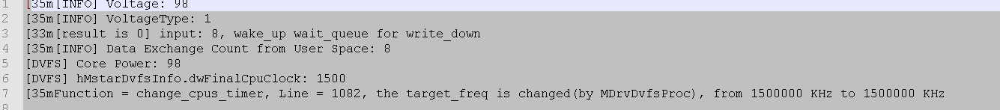 1 [35m[INFO] Voltage: 98
2 [35m[INFO] VoltageType: 1
3 [33m[result is 0] input: 8, wake_up wait_queue for write_down
4 [35m[INFO] Data Exchange Count from User Space: 8
5 [DVFS] Core Power: 98
6 [DVFS] hMstarDvfsInfo.dwFinalCpuClock: 1500
7 [35mFunction = change_cpus_timer, Line = 1082, the target_freq is changed(by MDrvDvfsProc), from 1500000 KHz to 1500000 KHz
8